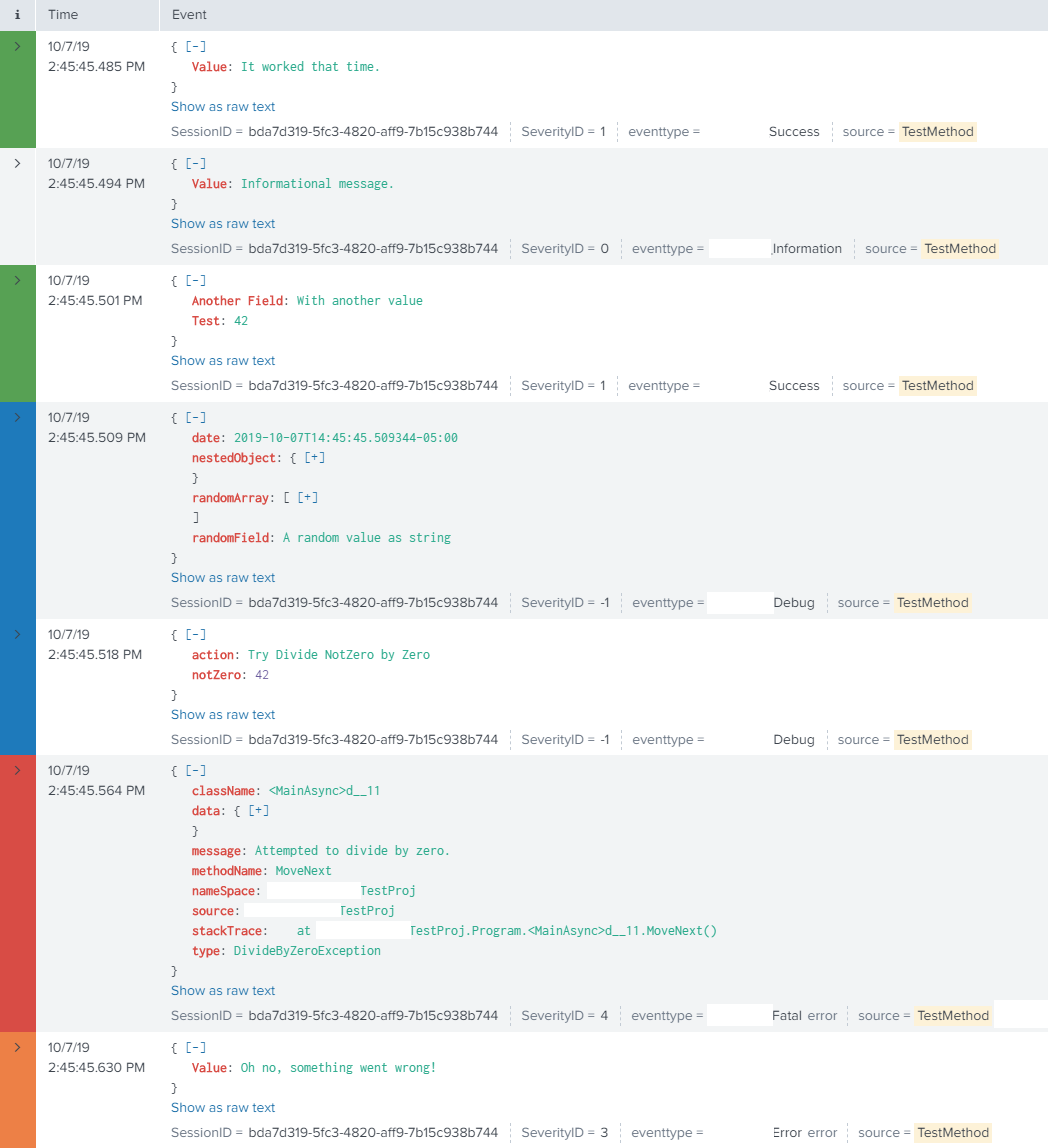 i Time Event
> 10/7/19 { [-]
2:45:45.485 PM Value: It worked that time.
}
Show as raw text
SessionID = bda7d319-5fc3-4820-aff9-7b15c938b744 SeverityID = 1 eventtype = Success source = TestMethod
> 10/7/19 { [-]
2:45:45.494 PM Value: Informational message.
}
Show as raw text
SessionID = bda7d319-5fc3-4820-aff9-7b15c938b744 SeverityID = 0 eventtype = Information source = TestMethod
> 10/7/19 { [-]
2:45:45.501 PM Another Field: With another value
Test: 42
}
Show as raw text
SessionID = bda7d319-5fc3-4820-aff9-7b15c938b744 SeverityID = 1 eventtype = Success source = TestMethod
> 10/7/19 { [-]
2:45:45.509 PM date: 2019-10-07T14:45:45.509344-05:00
nestedObject: { [+]
}
randomArray: [ [+]
]
randomField: A random value as string
}
Show as raw text
SessionID = bda7d319-5fc3-4820-aff9-7b15c938b744 SeverityID = -1 eventtype = Debug source = TestMethod
> 10/7/19 { [-]
2:45:45.518 PM action: Try Divide NotZero by Zero
notZero: 42
}
Show as raw text
SessionID = bda7d319-5fc3-4820-aff9-7b15c938b744 SeverityID = -1 eventtype = Debug source = TestMethod
> 10/7/19 { [-]
2:45:45.564 PM className: <MainAsync>d__11
data: { [+]
}
message: Attempted to divide by zero.
methodName: MoveNext
nameSpace: TestProj
source: TestProj
stackTrace: at TestProj.Program.<MainAsync>d__11.MoveNext()
type: DivideByZeroException
}
Show as raw text
SessionID = bda7d319-5fc3-4820-aff9-7b15c938b744 SeverityID = 4 eventtype = Fatal error source = TestMethod
> 10/7/19 { [-]
2:45:45.630 PM Value: Oh no, something went wrong!
}
Show as raw text
SessionID = bda7d319-5fc3-4820-aff9-7b15c938b744 SeverityID = 3 eventtype = Error error source = TestMethod